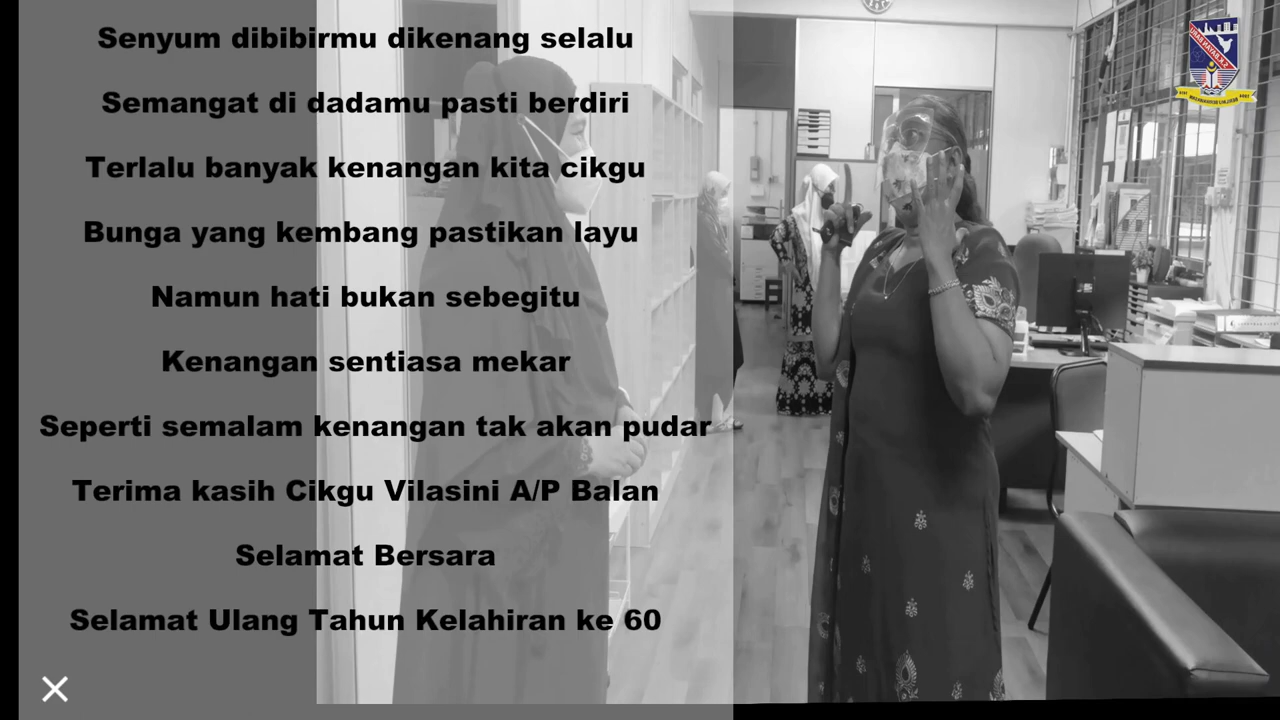 Senyum dibibirmu dikenang selalu
Semangat di dadamu pasti berdiri
Terlalu banyak kenangan kita cikgu
Bunga yang kembang pastikan layu
Namun hati bukan sebegitu
Kenangan sentiasa mekar
Seperti semalam kenangan tak akan pudar
Terima kasih Cikgu Vilasini A/P Balan
Selamat Bersara
Selamat Ulang Tahun Kelahiran ke 60